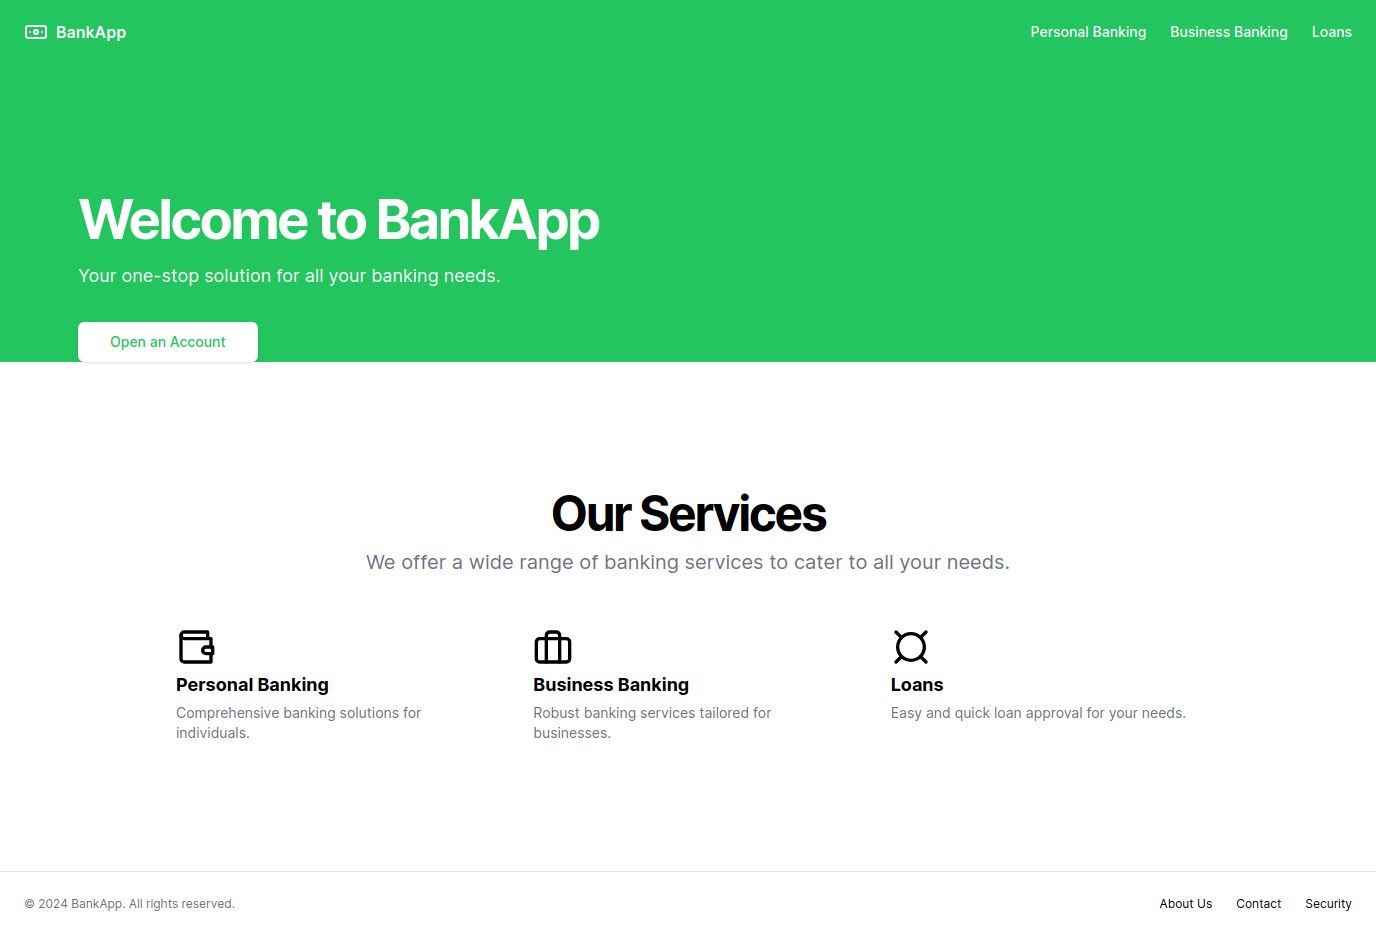 BankApp
Personal Banking
Business Banking
Loans
Welcome to BankApp
Your one-stop solution for all your banking needs.
Open an Account
Our Services
We offer a wide range of banking services to cater to all your needs.
Personal Banking
Comprehensive banking solutions for
individuals.
Business Banking
Robust banking services tailored for
businesses.
Loans
Easy and quick loan approval for your needs.
© 2024 BankApp. All rights reserved.
About Us
Contact
Security